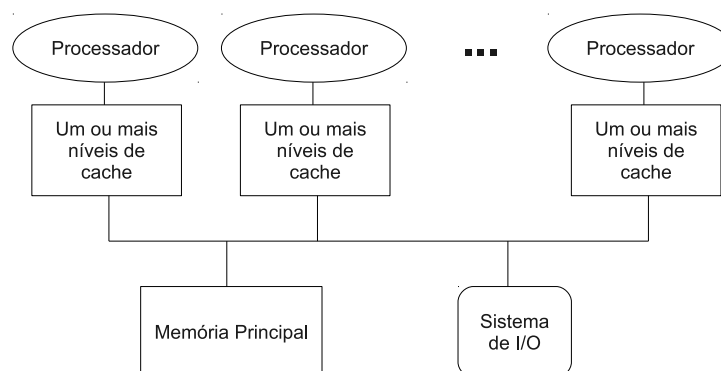 Processador
Processador
Processador
Um ou mais
níveis de
cache
Um ou mais
níveis de
cache
Um ou mais
níveis de
cache
Memória Principal
Sistema
de I/O